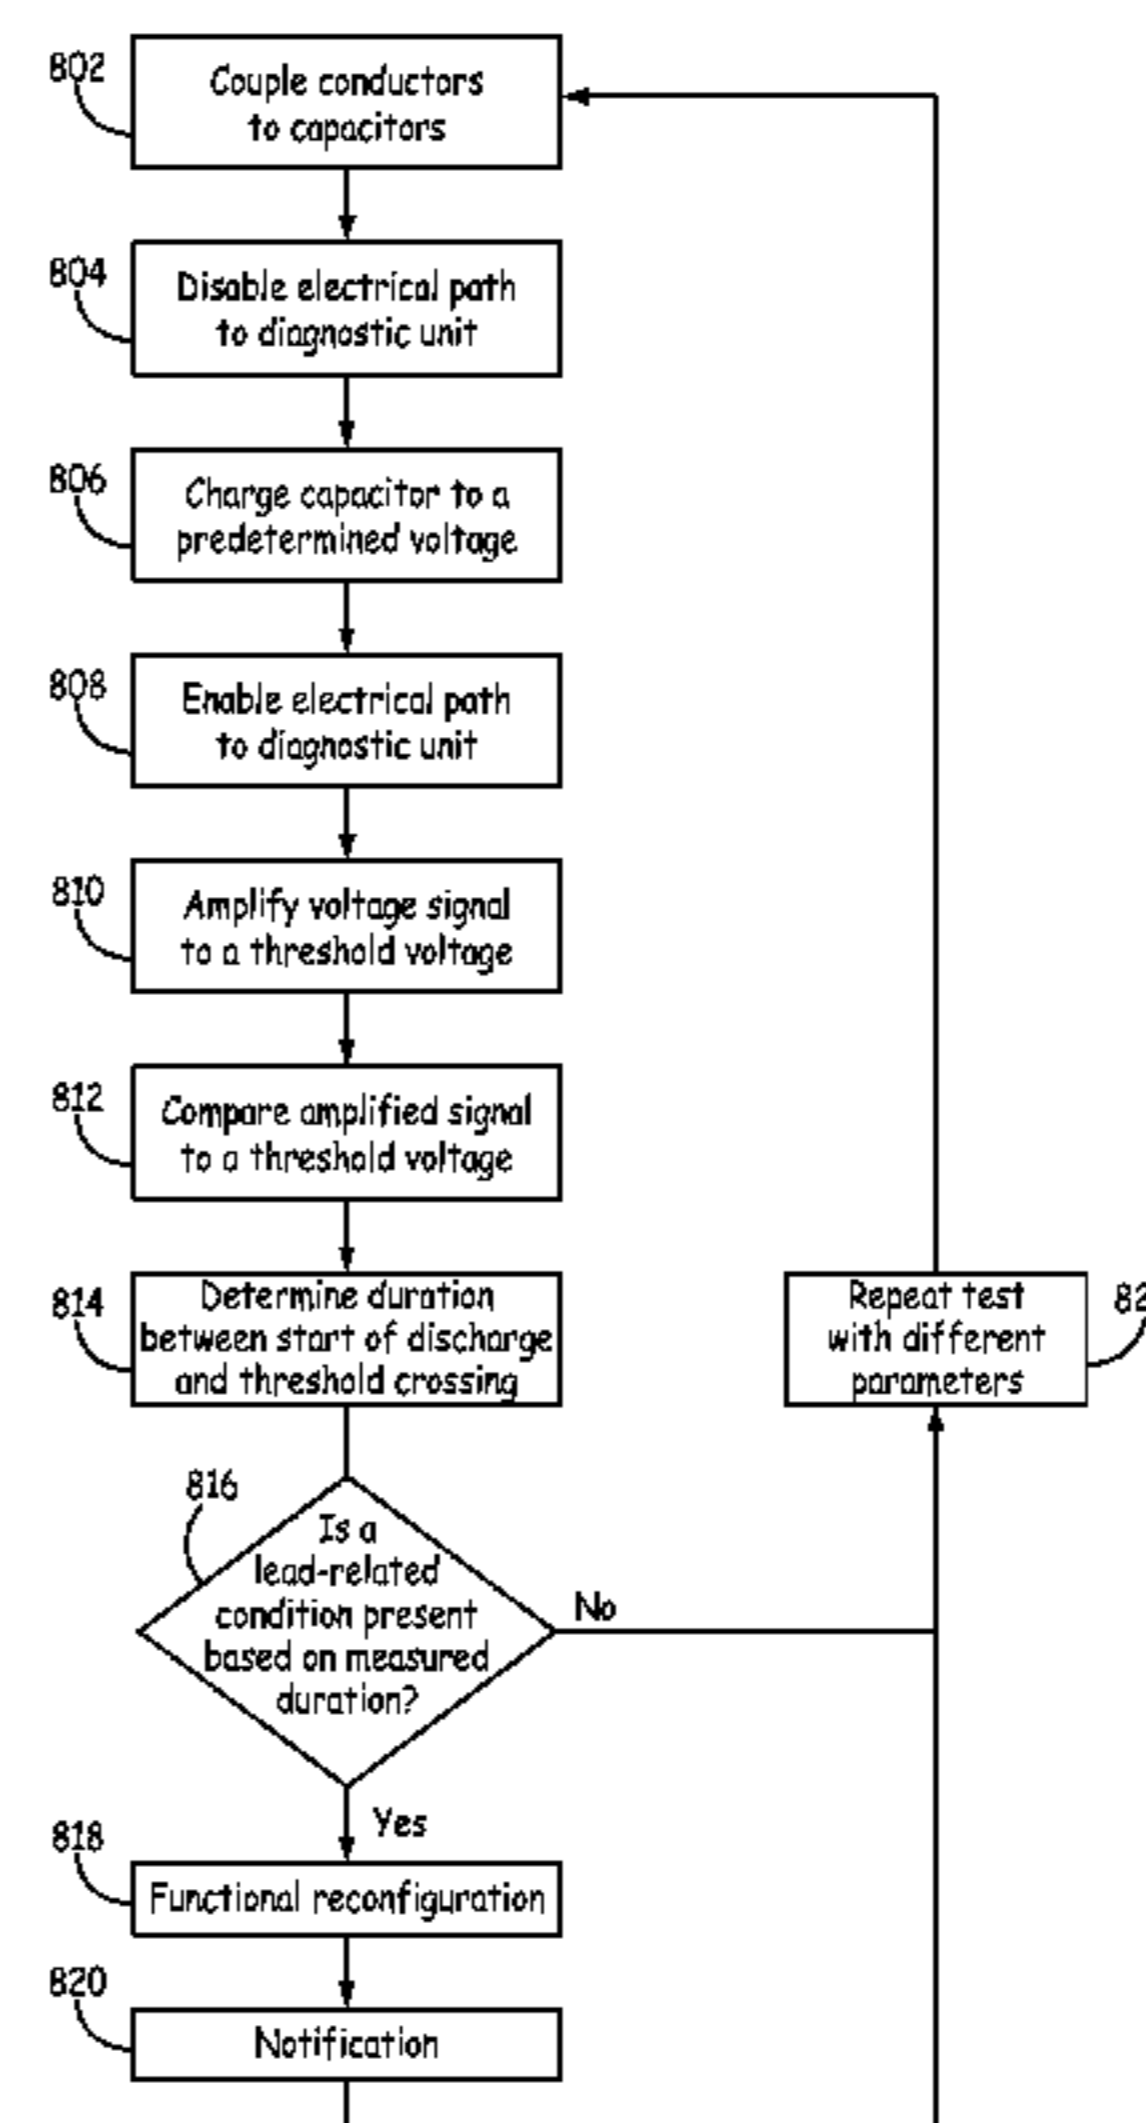 802
Couple conductors
to capacitors
804
Disable electrical path
to diagnostic unit
806
Charge capacitor to a
predetermined voltage
808
Enable electrical path
to diagnostic unit
810
Amplify voltage signal
to a threshold voltage
812
Compare amplified signal
to a threshold voltage
814
Determine duration
between start of discharge
and threshold crossing
Repeat test
with different
parameters
82
816
Is a
lead-related
condition present
based on measured
duration?
No
Yes
818
Functional reconfiguration
820
Notification